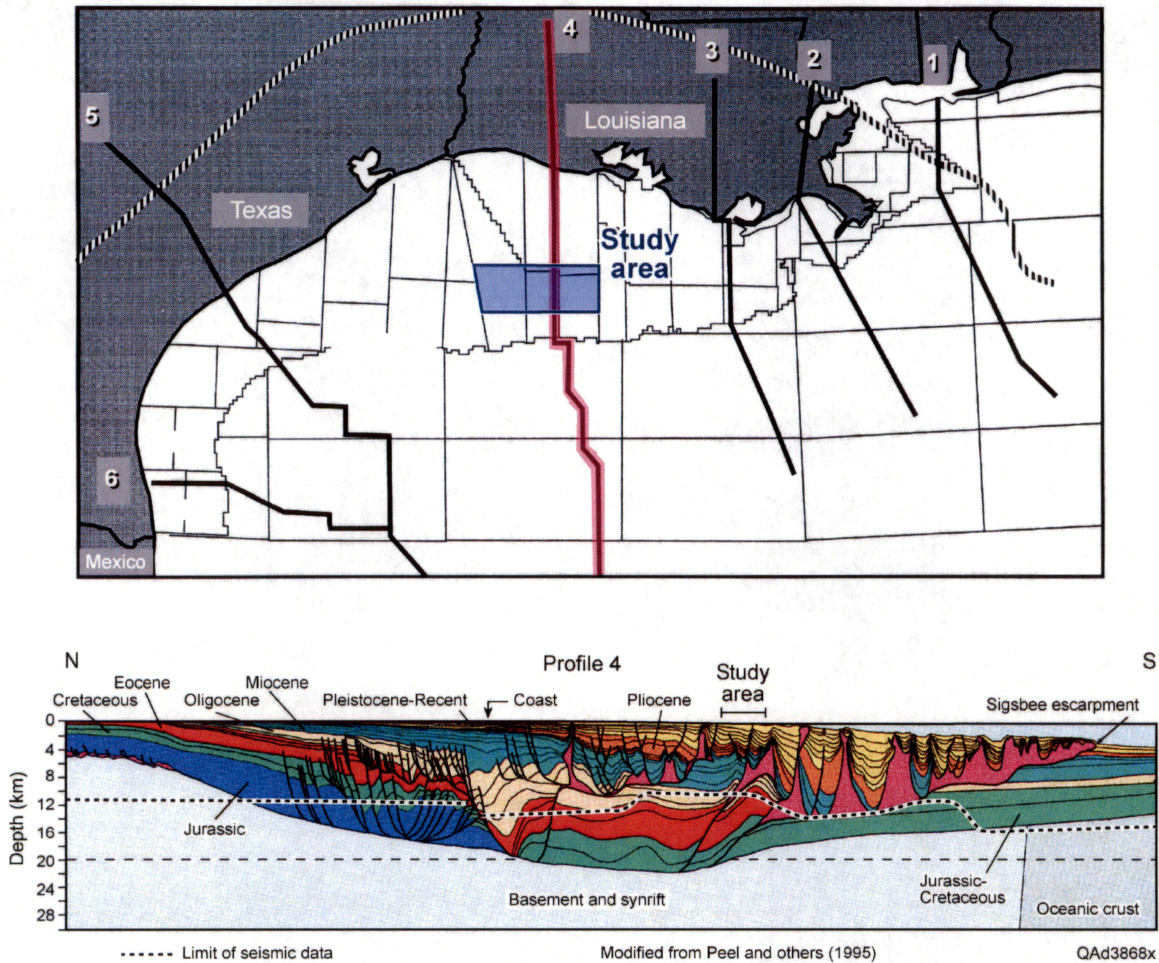 4
3
2
1
5
Louisiana
Texas
Study
area
6
Mexico
N
Profile 4
S
Study
area
Eocene
Miocene
Cretaceous
Oligocene
Pleistocene-Recent
Coast
Pliocene
Sigsbee escarpment
0
4
8
12
16
20
24
28
Depth (km)
Jurassic
Jurassic-
Cretaceous
Basement and synrift
Oceanic crust
Limit of seismic data
Modified from Peel and others (1995)
QAd3868x